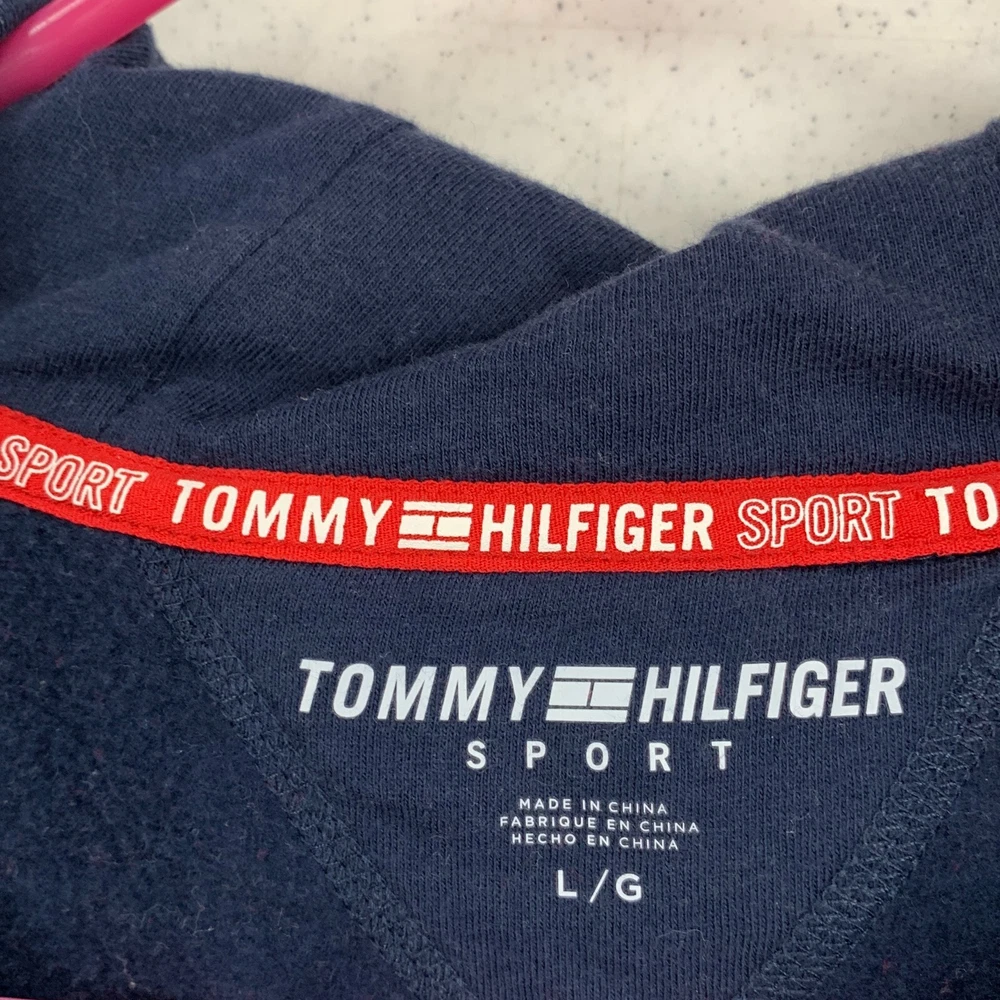 SPORT TOMMY HILFIGER SPORT TO
TOMMY HILFIGER
SPORT
MADE IN CHINA
FABRIQUE EN CHINA
HECHO EN CHINA
L/G